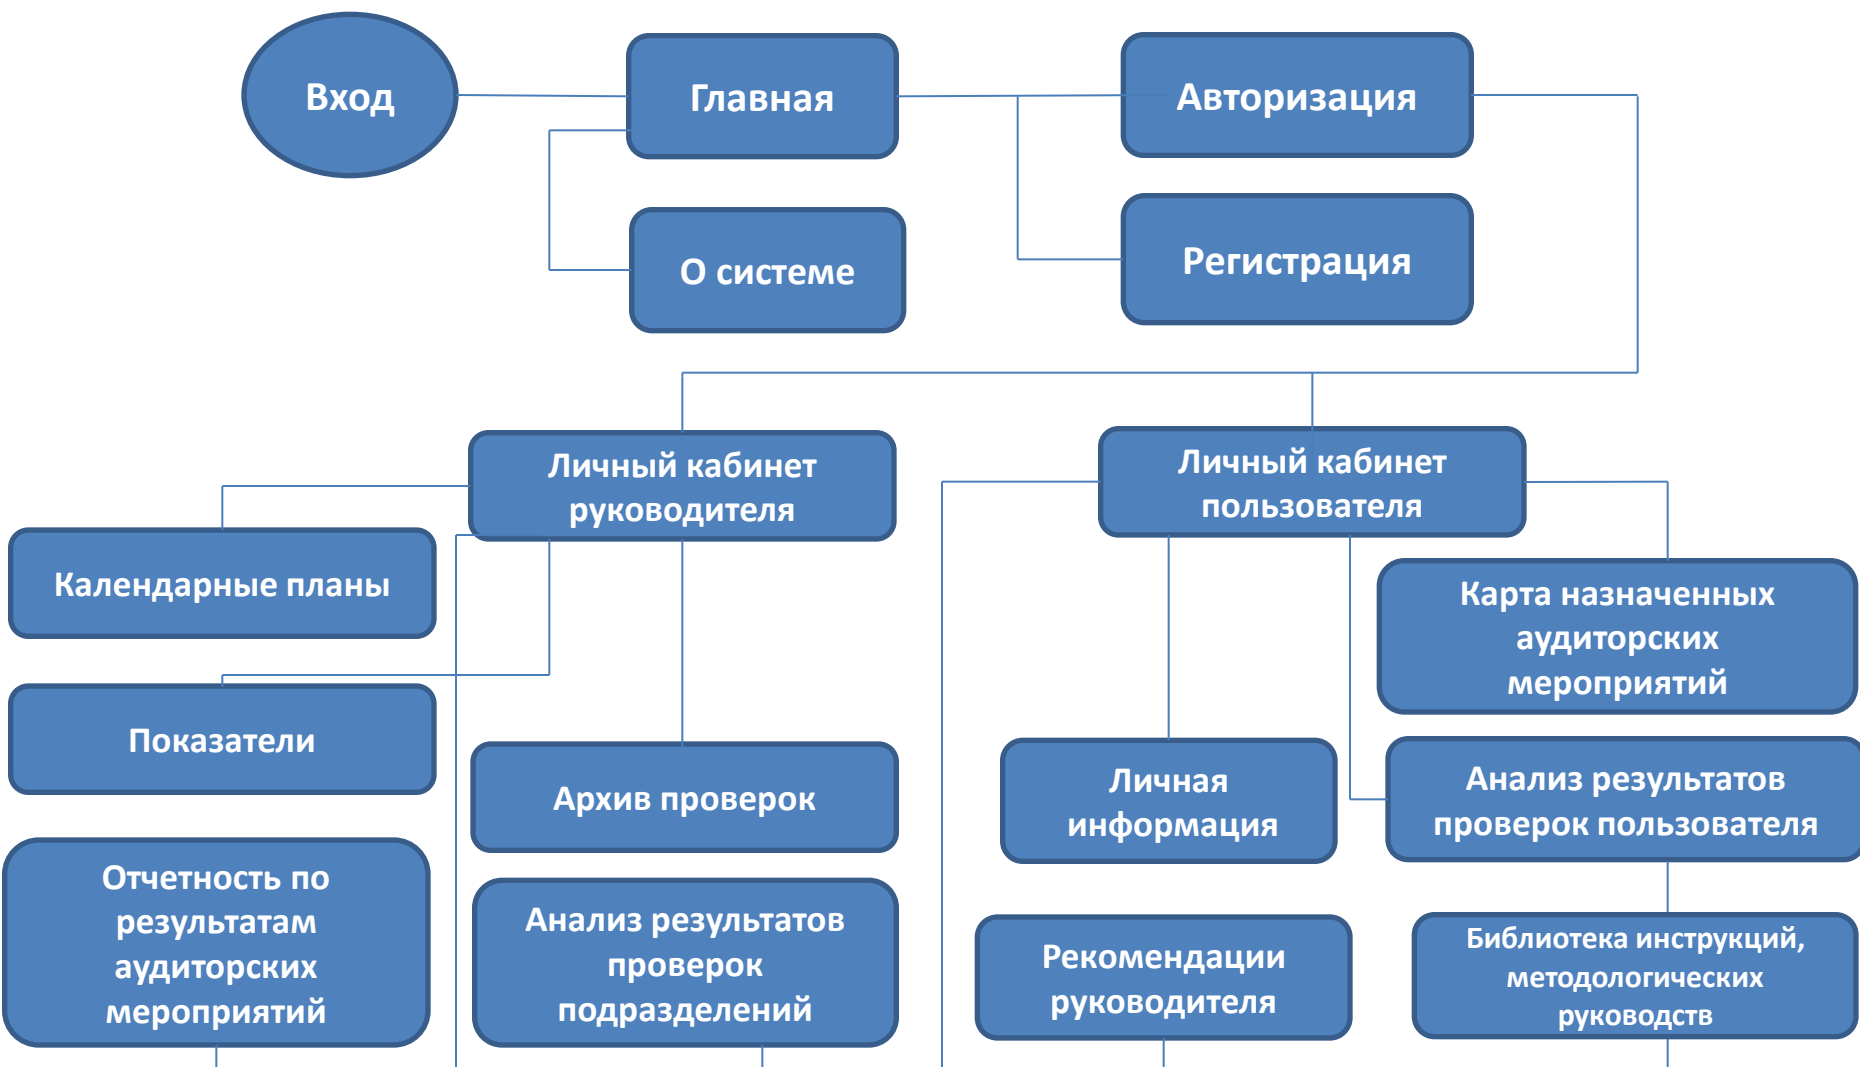 Вход
Главная
Авторизация
О системе
Регистрация
Личный кабинет
руководителя
Личный кабинет
пользователя
Календарные планы
Карта назначенных
аудиторских
мероприятий
Показатели
Архив проверок
Личная
информация
Анализ результатов
проверок пользователя
Отчетность по
результатам
аудиторских
мероприятий
Анализ результатов
проверок
подразделений
Рекомендации
руководителя
Библиотека инструкций,
методологических
руководств